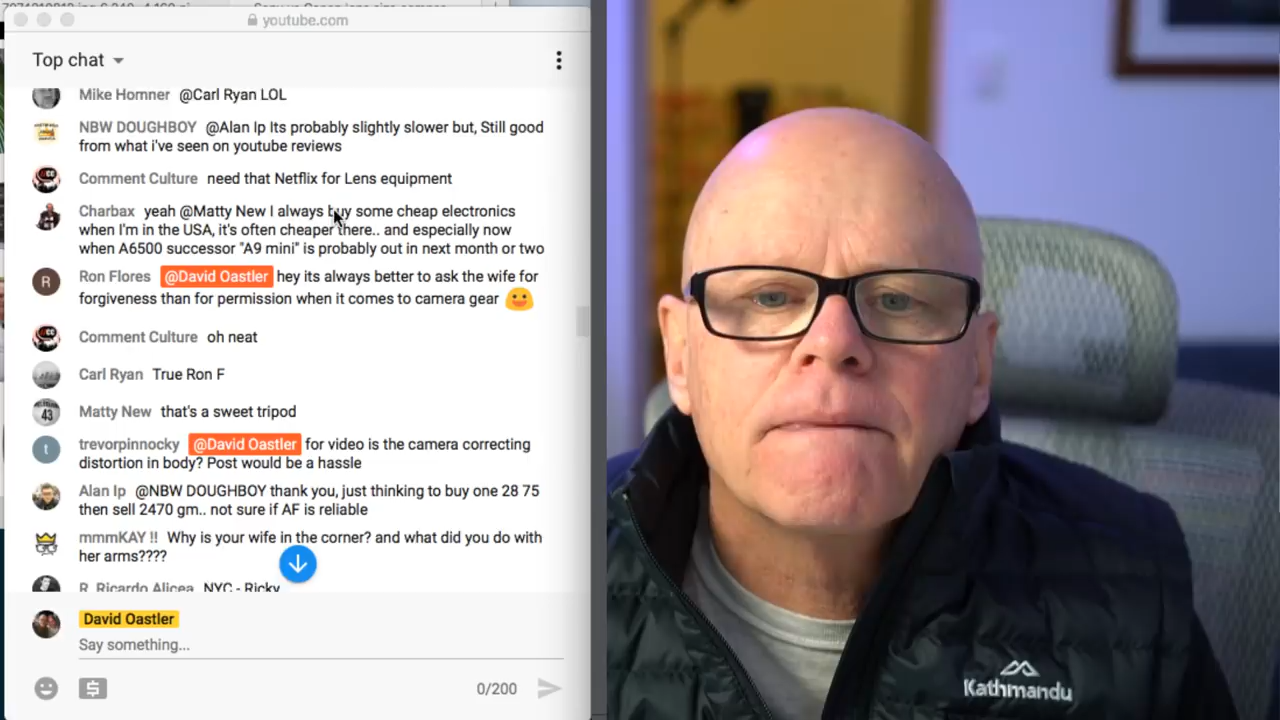 youtube.com
Top chat
Mike Hornner @Carl Ryan LOL
NBW DOUGHBOY @Alan Ip Its probably slightly slower but, Still good
from what i've seen on youtube reviews
Comment Culture need that Netflix for Lens equipment
Charbax yeah @Matty New I always buy some cheap electronics
when I'm in the USA, it's often cheaper there.. and especially now
when A6500 successor "A9 mini" is probably out in next month or two
R
Ron Flores @David Oastler hey its always better to ask the wife for
forgiveness than for permission when it comes to camera gear
Comment Culture oh neat
Carl Ryan True Ron F
43
Matty New that's a sweet tripod
t
trevorpinnocky @David Oastler for video is the camera correcting
distortion in body? Post would be a hassle
Alan Ip @NBW DOUGHBOY thank you, just thinking to buy one 28 75
then sell 2470 gm.. not sure if AF is reliable
mmmKAY !! Why is your wife in the corner? and what did you do with
her arms????
R. Ricardo Alicea NYC - Ricky
David Oastler
Say something...
0/200
Kathmandu